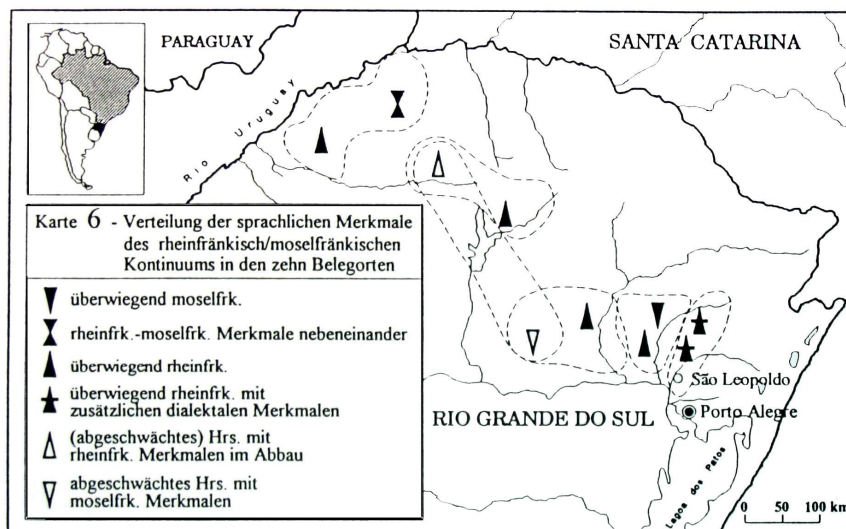 PARAGUAY
SANTA CATARINA
Rio Uruguay
Karte 6 - Verteilung der sprachlichen Merkmale
des rheinfränkisch/moselfränkischen
Kontinuums in den zehn Belegorten
überwiegend moselfrk.
rheinfrk.-moselfrk. Merkmale nebeneinander
überwiegend rheinfrk.
überwiegend rheinfrk. mit
zusätzlichen dialektalen Merkmalen
(abgeschwächtes) Hrs. mit
rheinfrk. Merkmalen im Abbau
abgeschwächtes Hrs. mit
moselfrk. Merkmalen
São Leopoldo
RIO GRANDE DO SUL
Porto Alegre
Lagoa dos Patos
0 50 100 km